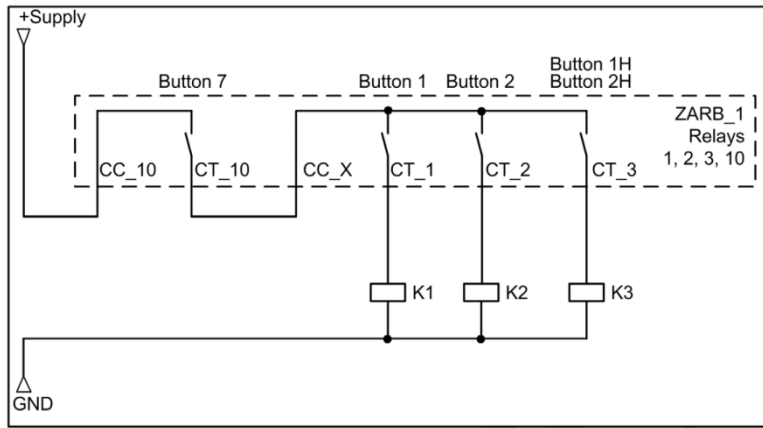 +Supply
Button 7
Button 1
Button 2
Button 1H
Button 2H
ZARB_1
Relays
1, 2, 3, 10
CC_10
CT_10
CC_X
CT_1
CT_2
CT_3
K1
K2
K3
GND